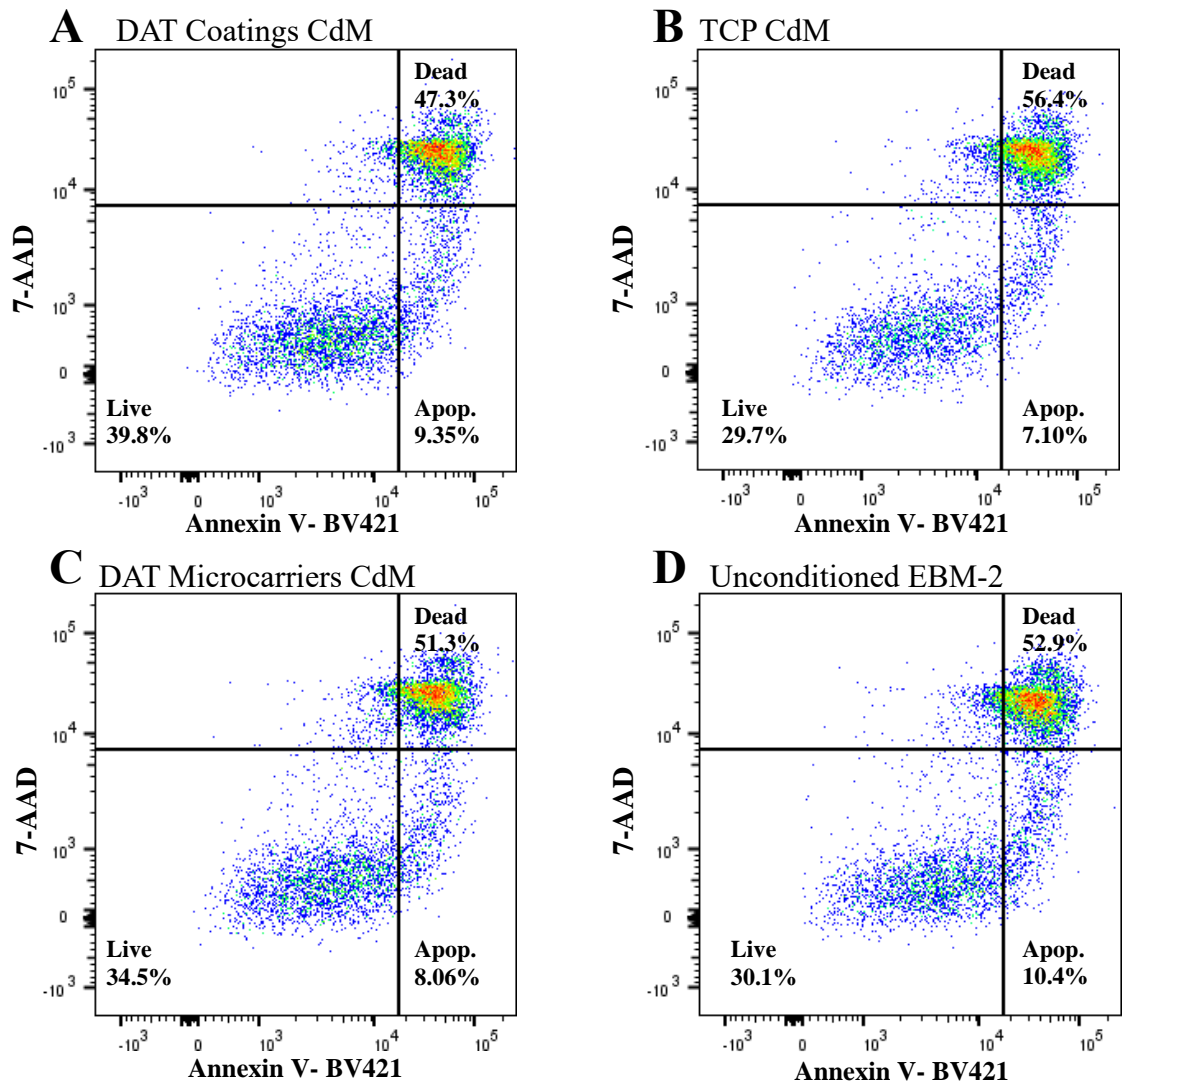 A DAT Coatings CdM
Dead
47.3%
10^5
10^4
10^3
0
-10^3
7-AAD
Live
39.8%
Apop.
9.35%
-10^3 0 10^3 10^4 10^5
Annexin V- BV421
B TCP CdM
Dead
56.4%
10^5
10^4
10^3
0
-10^3
7-AAD
Live
29.7%
Apop.
7.10%
-10^3 0 10^3 10^4 10^5
Annexin V- BV421
C DAT Microcarriers CdM
Dead
51.3%
10^5
10^4
10^3
0
-10^3
7-AAD
Live
34.5%
Apop.
8.06%
-10^3 0 10^3 10^4 10^5
Annexin V- BV421
D Unconditioned EBM-2
Dead
52.9%
10^5
10^4
10^3
0
-10^3
7-AAD
Live
30.1%
Apop.
10.4%
-10^3 0 10^3 10^4 10^5
Annexin V- BV421